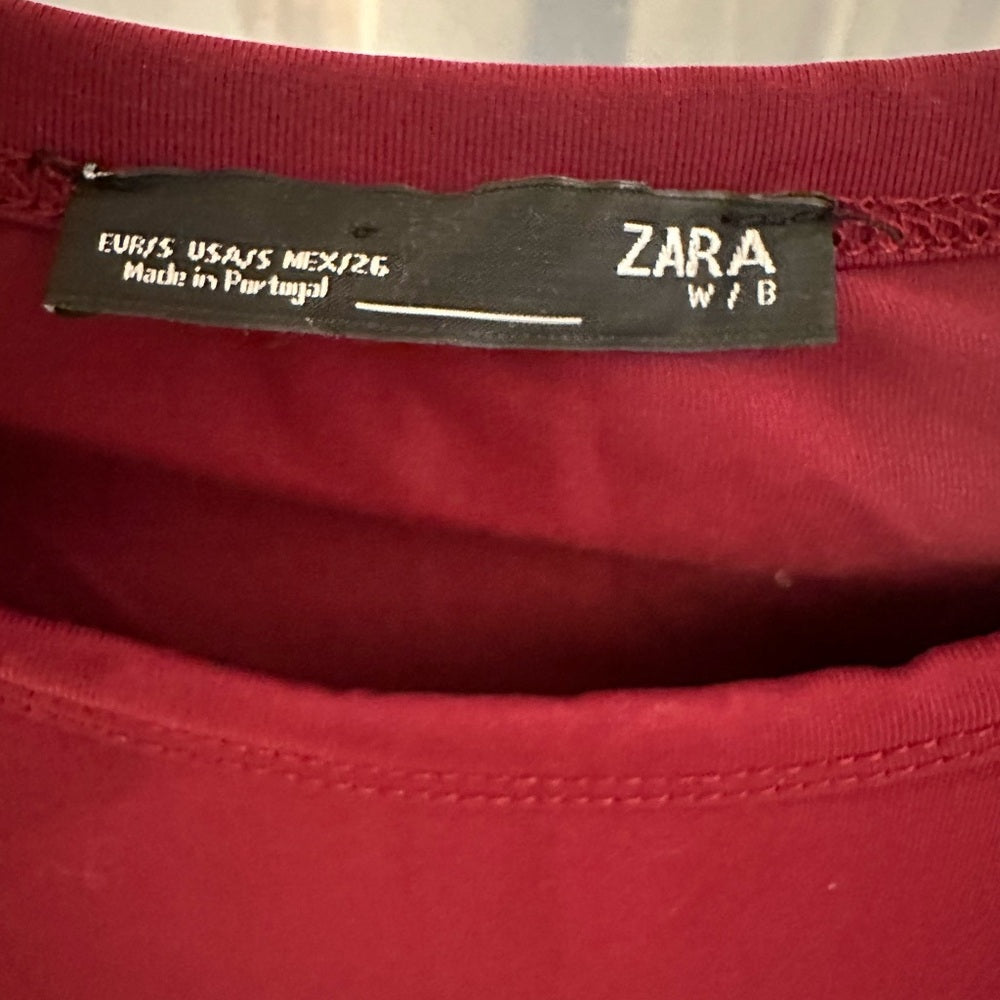 EUR/S USA/S MEX/26
Made in Portugal
ZARA
W / B